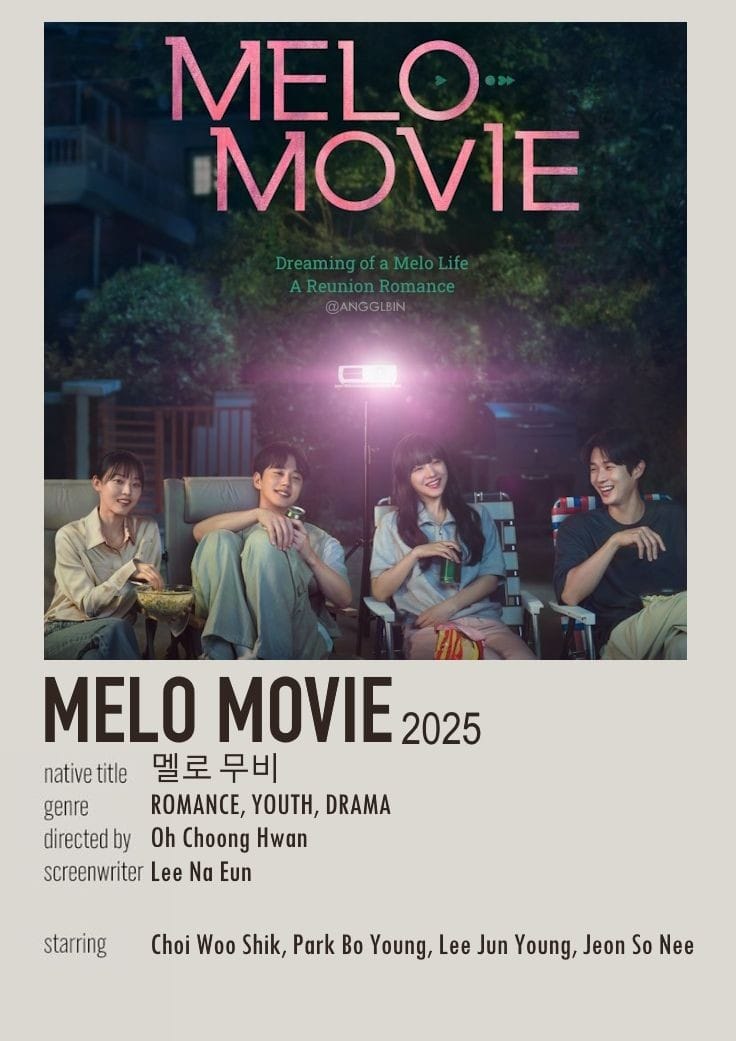 MELO
MOVIE
Dreaming of a Melo Life
A Reunion Romance
@ANGGLBIN
MELO MOVIE 2025
native title 멜로 무비
genre ROMANCE, YOUTH, DRAMA
directed by Oh Choong Hwan
screenwriter Lee Na Eun
starring Choi Woo Shik, Park Bo Young, Lee Jun Young, Jeon So Nee